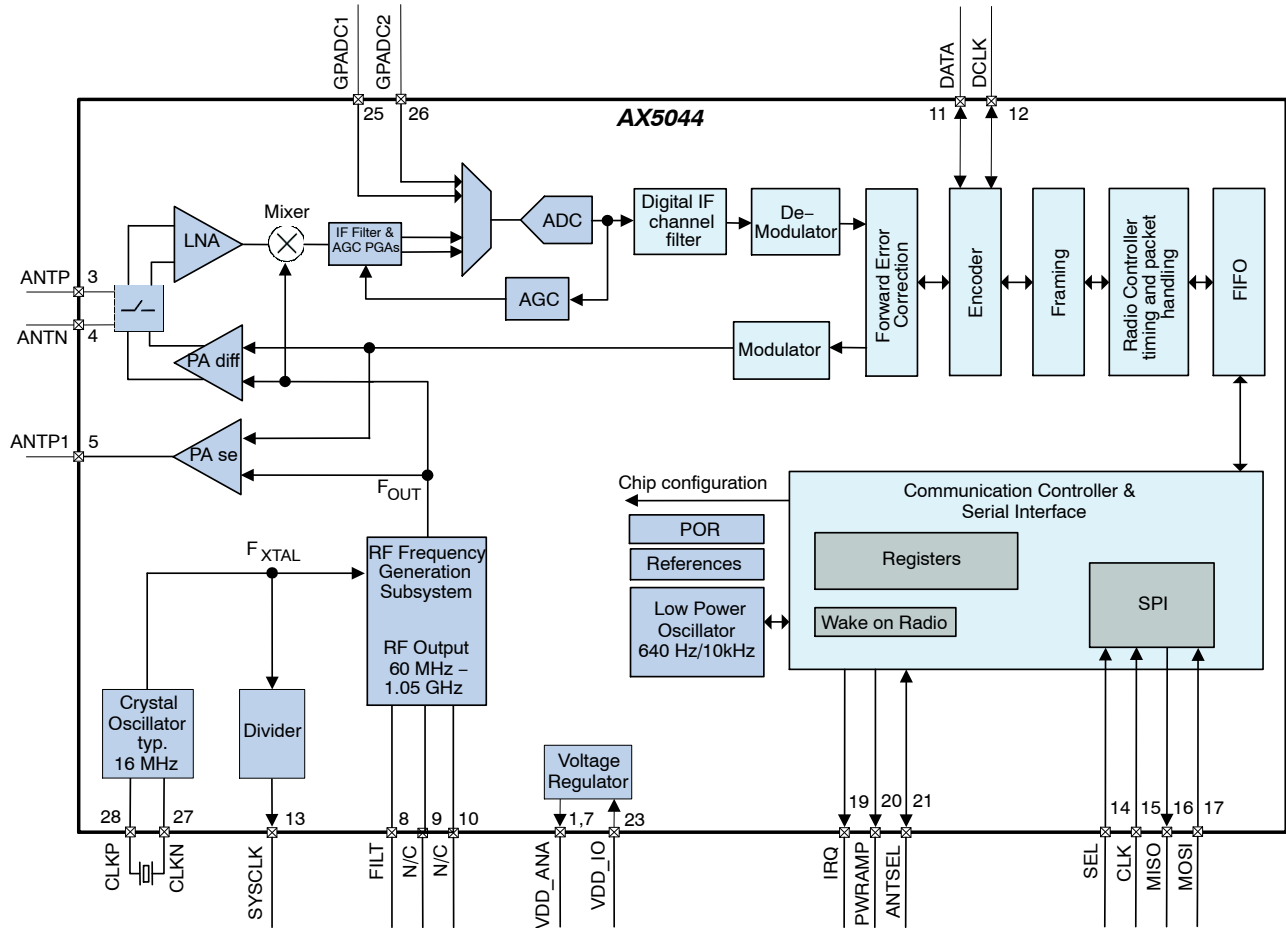 GPADC1
GPADC2
DATA
DCLK
25
26
AX5044
11
12
Mixer
LNA
IF Filter &
AGC PGAs
ADC
AGC
Digital IF
channel
filter
De–
Modulator
Forward Error
Correction
Encoder
Framing
Radio Controller
timing and packet
handling
FIFO
ANTP
3
ANTN
4
PA diff
Modulator
ANTP1
5
PA se
FOUT
Chip configuration
Communication Controller &
Serial Interface
POR
References
Low Power
Oscillator
640 Hz/10kHz
Registers
Wake on Radio
SPI
FXTAL
RF Frequency
Generation
Subsystem
RF Output
60 MHz –
1.05 GHz
Crystal
Oscillator
typ.
16 MHz
Divider
Voltage
Regulator
28
27
13
8
9
10
1,7
23
19
20
21
14
15
16
17
CLKP
CLKN
SYSCLK
FILT
N/C
N/C
VDD_ANA
VDD_IO
IRQ
PWRAMP
ANTSEL
SEL
CLK
MISO
MOSI